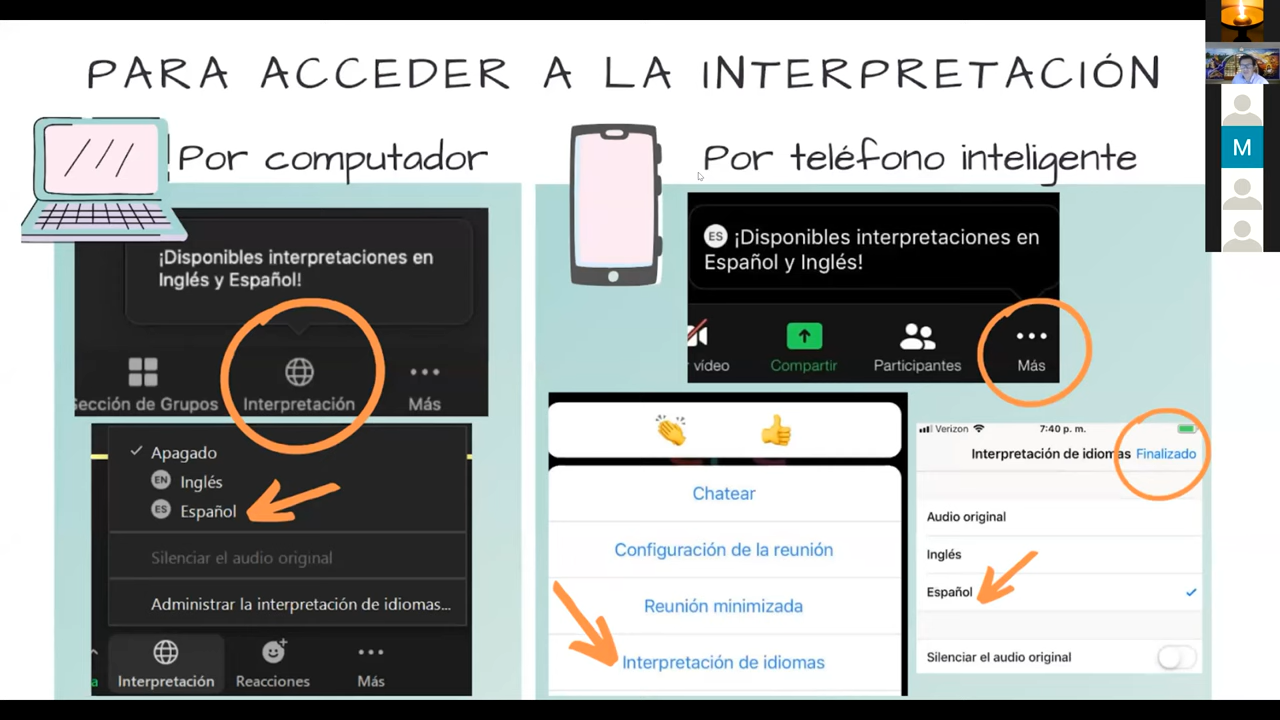 PARA ACCEDER A LA INTERPRETACIÓN
Por computador
¡Disponibles interpretaciones en
Inglés y Español!
Sección de Grupos
Interpretación
Más
Apagado
EN Inglés
ES Español
Silenciar el audio original
Administrar la interpretación de idiomas...
a
Interpretación
Reacciones
Más
Por teléfono inteligente
ES ¡Disponibles interpretaciones en
Español y Inglés!
r vídeo
Compartir
Participantes
Más
Chatear
Configuración de la reunión
Reunión minimizada
Interpretación de idiomas
Verizon
7:40 p. m.
Interpretación de idiomas
Finalizado
Audio original
Inglés
Español
Silenciar el audio original
M